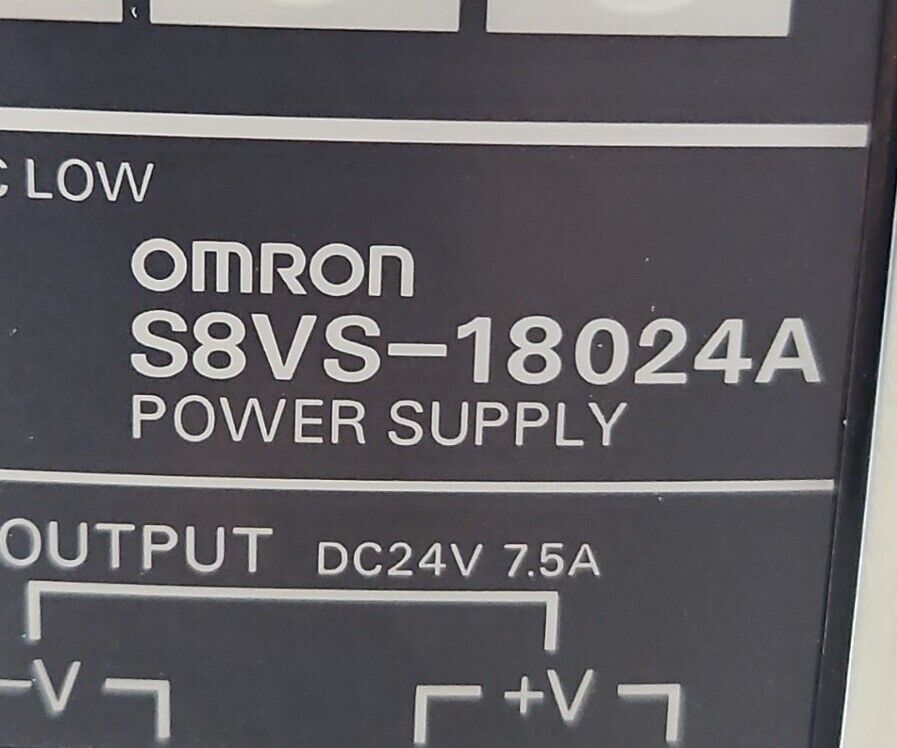 C LOW
OMRON
S8VS-18024A
POWER SUPPLY
OUTPUT DC24V 7.5A
-V +V